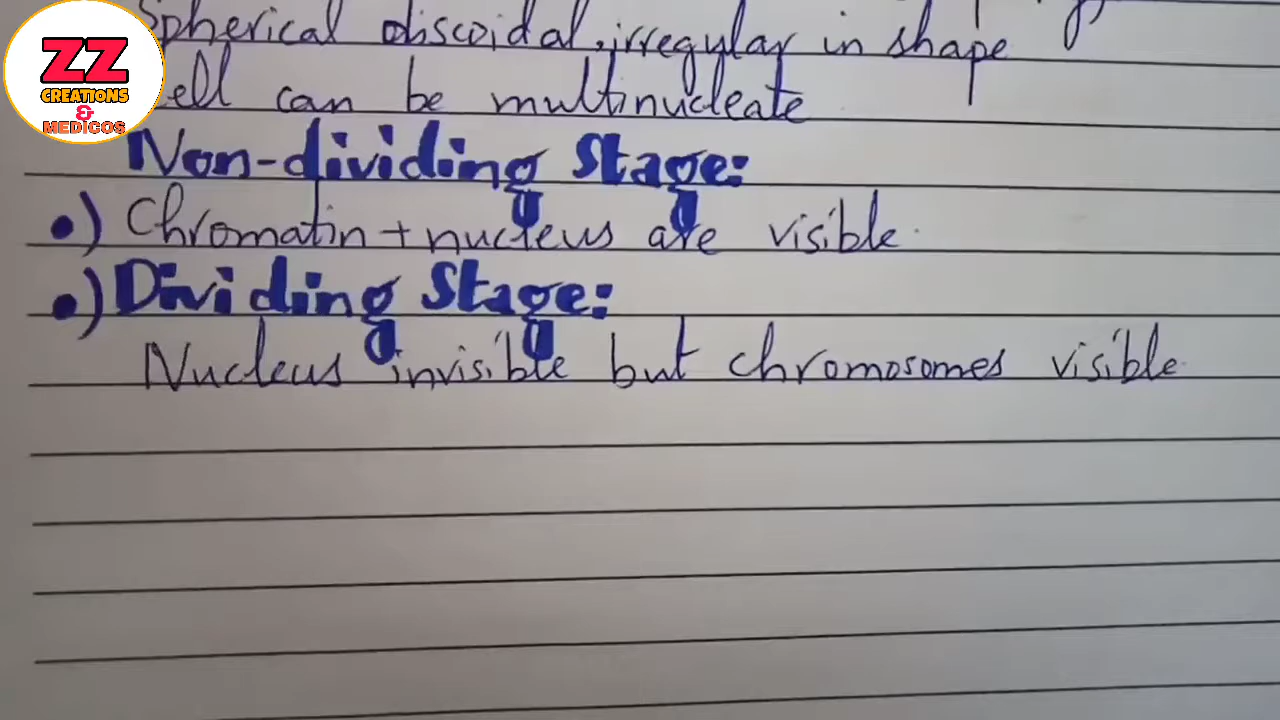 ZZ
CREATIONS
&
MEDICOS
Spherical discoidal, irregular in shape
ell can be multinucleate
Non-dividing Stage:
•) Chromatin + nucleus are visible.
•) Dividing Stage:
Nucleus invisible but chromosomes visible.